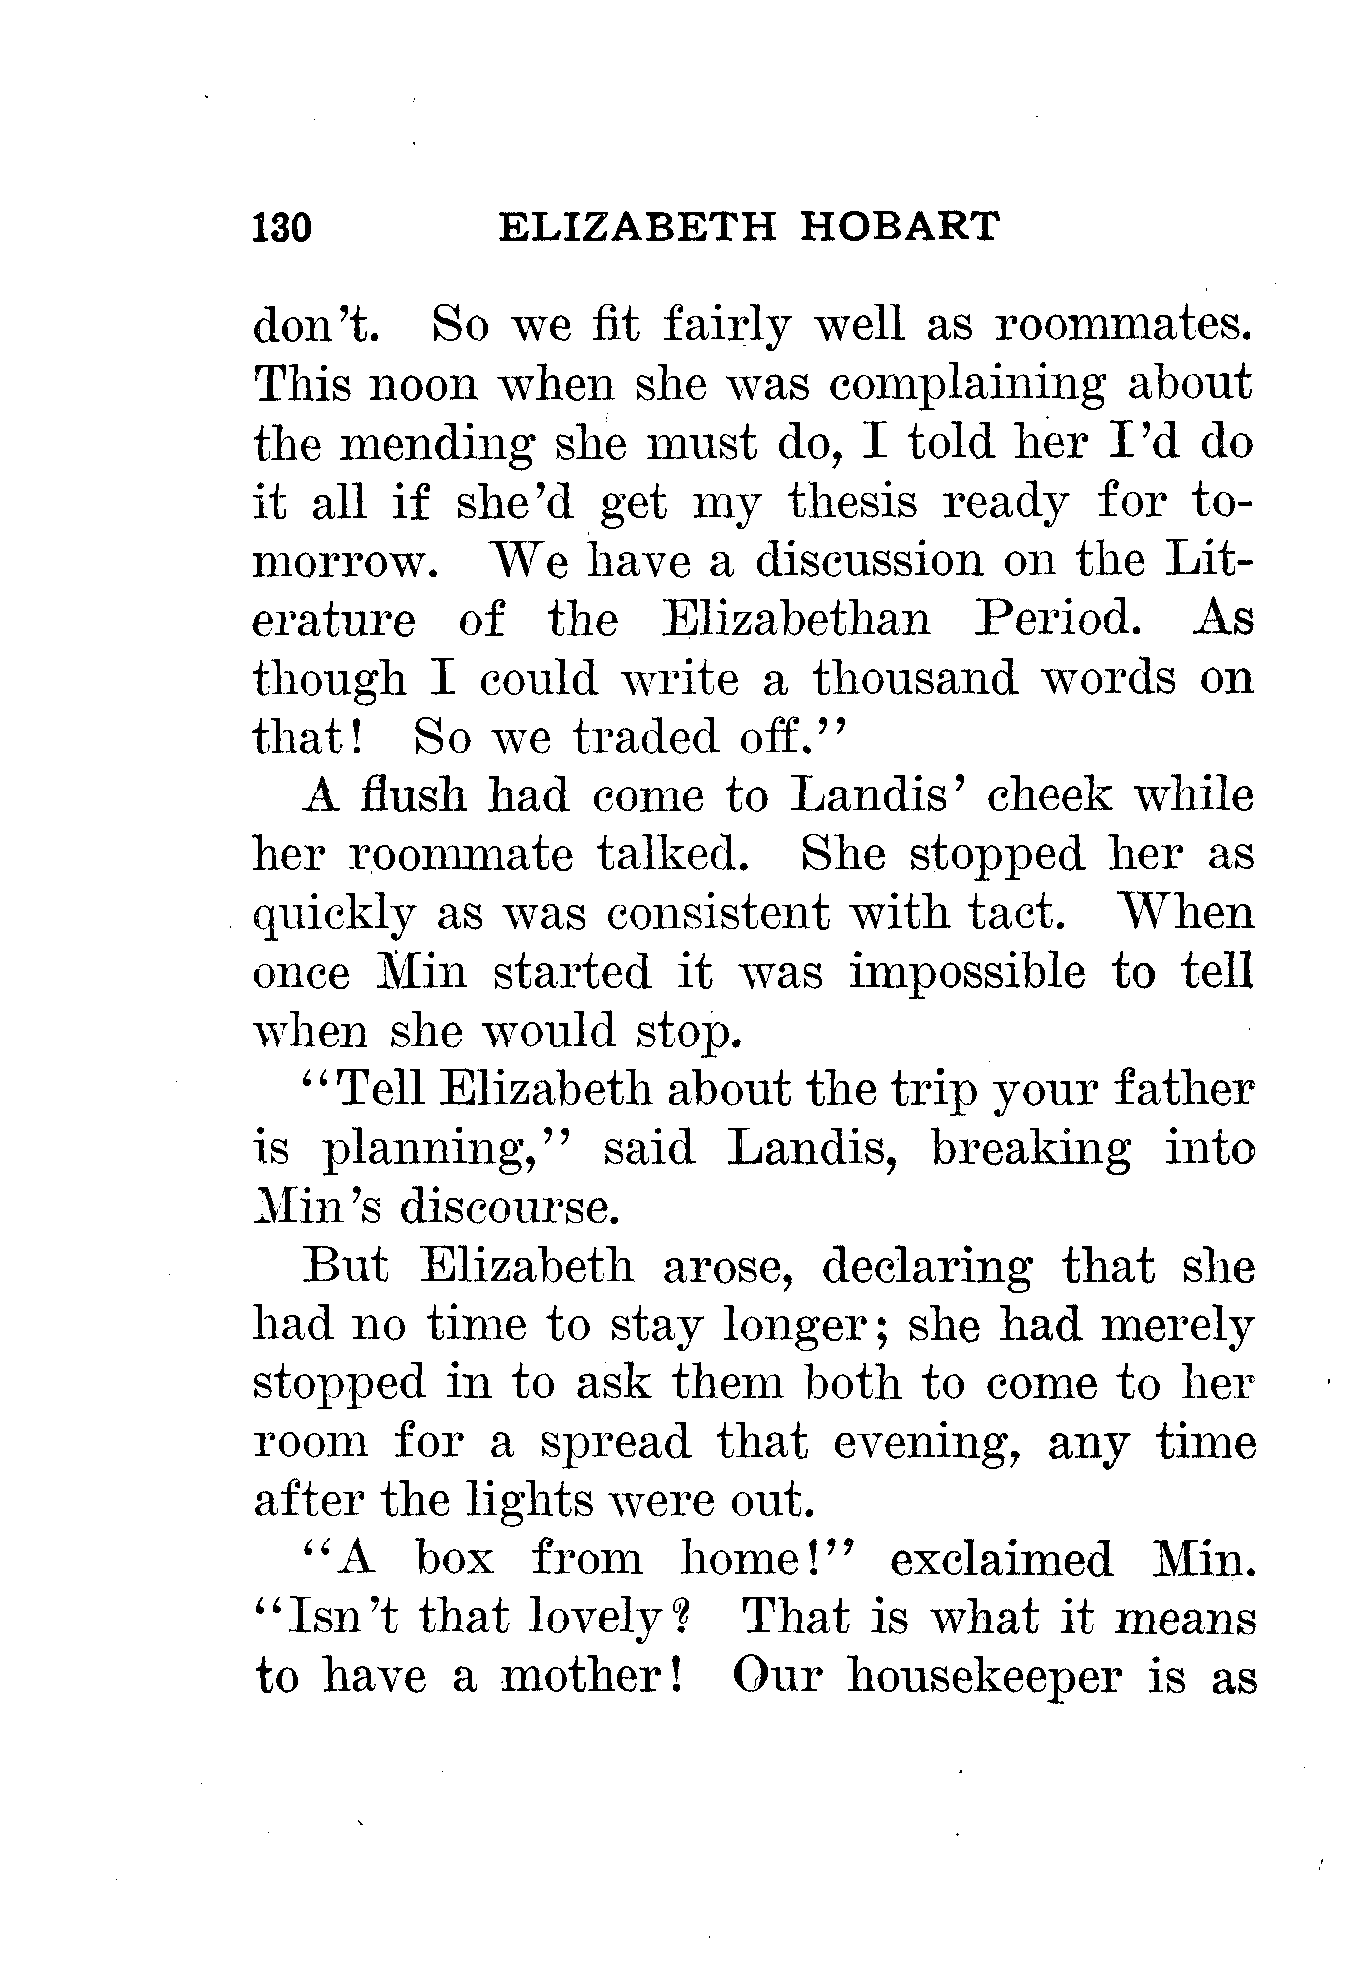 130 ELIZABETH HOBART
don't. So we fit fairly well as roommates.
This noon when she was complaining about
the mending she must do, I told her I'd do
it all if she'd get my thesis ready for to-
morrow. We have a discussion on the Lit-
erature of the Elizabethan Period. As
though I could write a thousand words on
that! So we traded off."
A flush had come to Landis' cheek while
her roommate talked. She stopped her as
quickly as was consistent with tact. When
once Min started it was impossible to tell
when she would stop.
"Tell Elizabeth about the trip your father
is planning," said Landis, breaking into
Min's discourse.
But Elizabeth arose, declaring that she
had no time to stay longer; she had merely
stopped in to ask them both to come to her
room for a spread that evening, any time
after the lights were out.
"A box from home!" exclaimed Min.
"Isn't that lovely? That is what it means
to have a mother! Our housekeeper is as